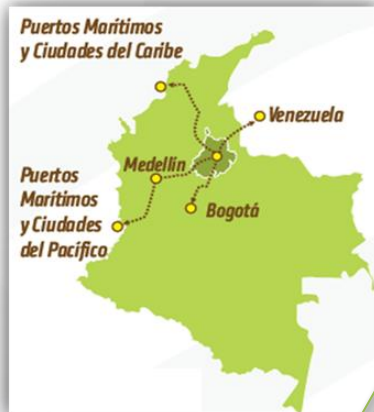 Puertos Marítimos
y Ciudades del Caribe
Venezuela
Medellín
Puertos
Marítimos
y Ciudades
del Pacífico
Bogotá